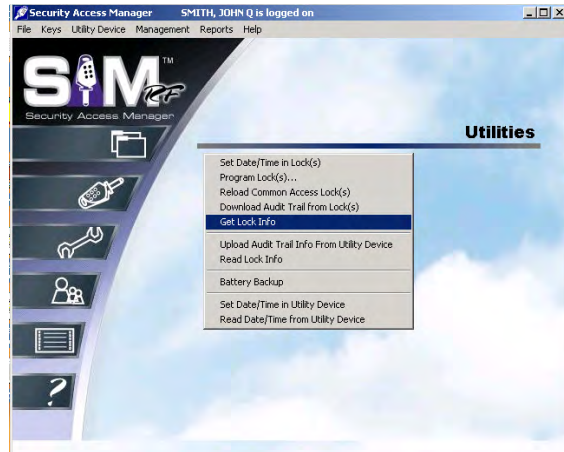 Security Access Manager SMITH, JOHN Q is logged on
File Keys Utility Device Management Reports Help
SAM™
RF
Security Access Manager
Utilities
Set Date/Time in Lock(s)
Program Lock(s)...
Reload Common Access Lock(s)
Download Audit Trail from Lock(s)
Get Lock Info
Upload Audit Trail Info From Utility Device
Read Lock Info
Battery Backup
Set Date/Time in Utility Device
Read Date/Time from Utility Device
?